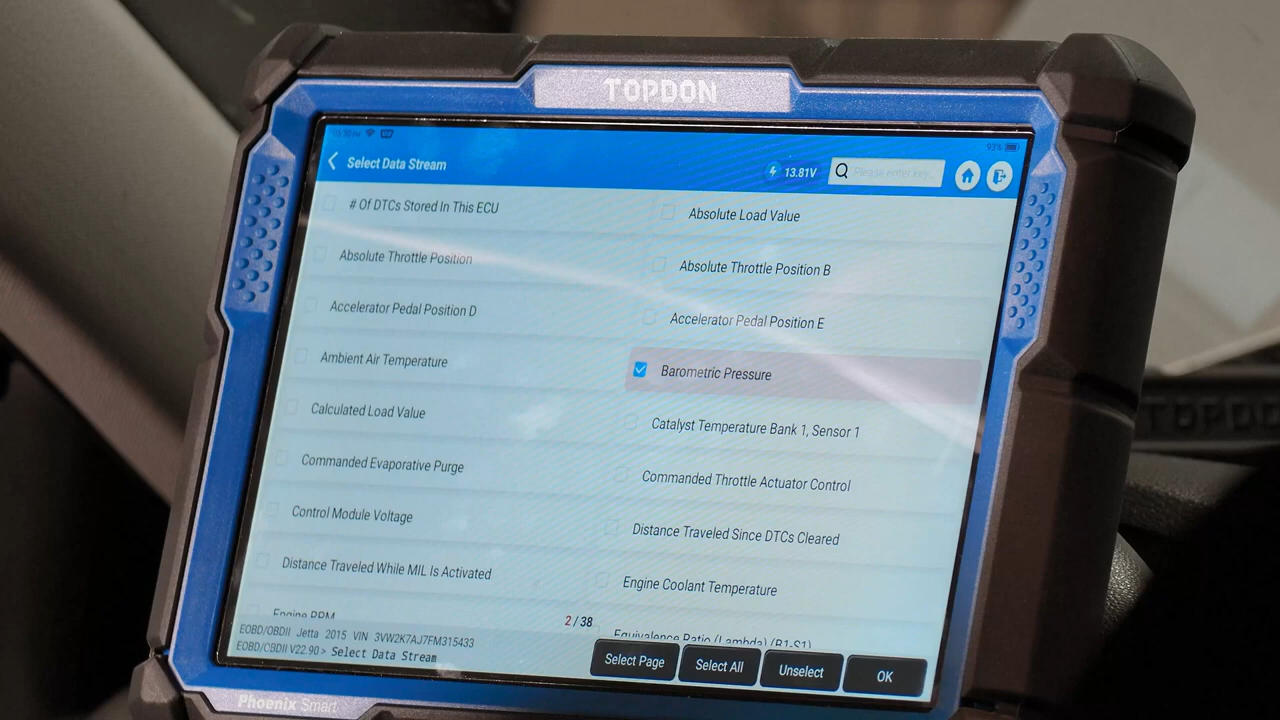 TOPDON
93%
Select Data Stream
13.81V
Please enter key...
# Of DTCs Stored In This ECU
Absolute Load Value
Absolute Throttle Position
Absolute Throttle Position B
Accelerator Pedal Position D
Accelerator Pedal Position E
Ambient Air Temperature
Barometric Pressure
Calculated Load Value
Catalyst Temperature Bank 1, Sensor 1
Commanded Evaporative Purge
Commanded Throttle Actuator Control
Control Module Voltage
Distance Traveled Since DTCs Cleared
Distance Traveled While MIL Is Activated
Engine Coolant Temperature
Engine RPM
Equivalence Ratio (Lambda) (B1-S1)
2/38
EOBD/OBDII Jetta 2015 VIN 3VW2K7AJ7FM315433
EOBD/OBDII V22.90 > Select Data Stream
Select Page
Select All
Unselect
OK
Phoenix Smart
TOPDO